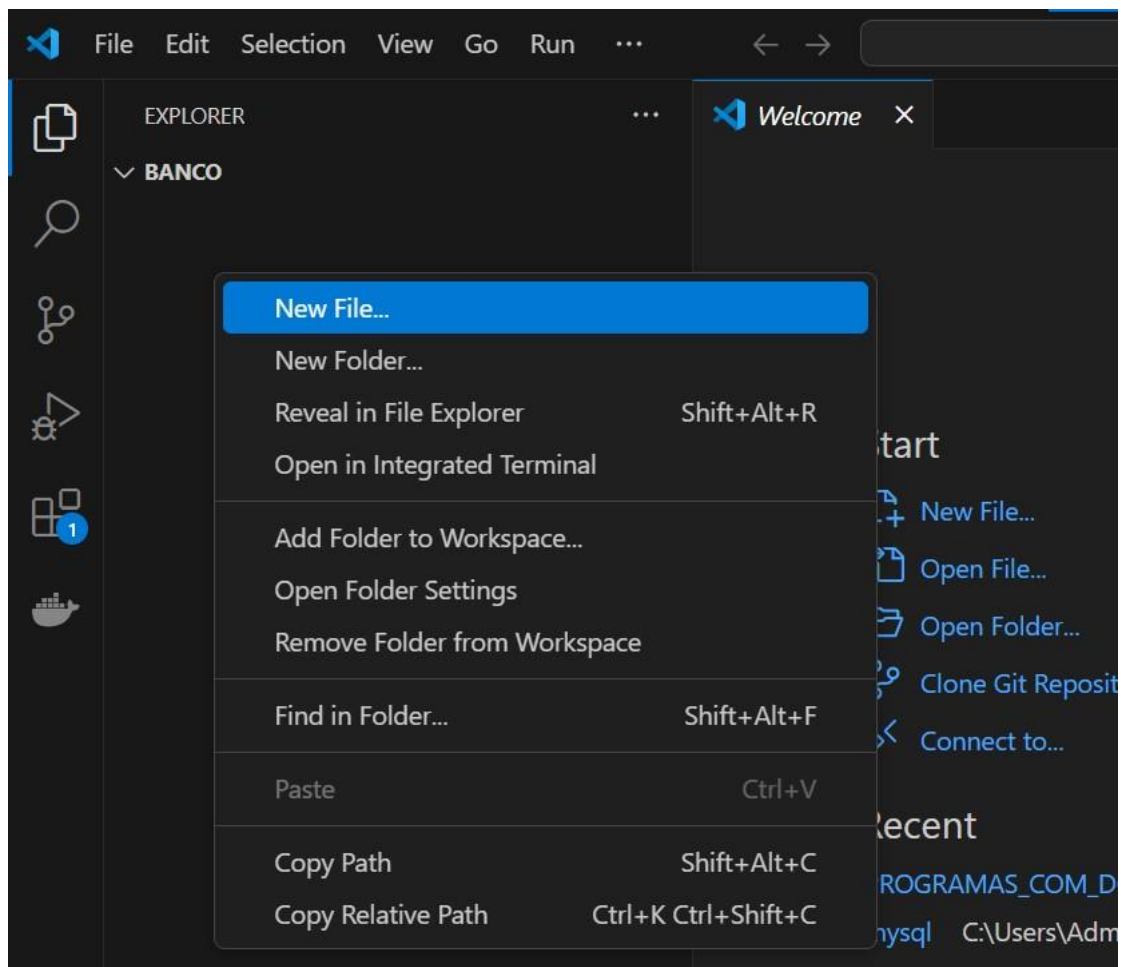 File Edit Selection View Go Run ...
EXPLORER ...
Welcome
BANCO
New File...
New Folder...
Reveal in File Explorer Shift+Alt+R
Open in Integrated Terminal
Add Folder to Workspace...
Open Folder Settings
Remove Folder from Workspace
Find in Folder... Shift+Alt+F
Paste Ctrl+V
Copy Path Shift+Alt+C
Copy Relative Path Ctrl+K Ctrl+Shift+C
1
tart
New File...
Open File...
Open Folder...
Clone Git Reposit
Connect to...
ecent
ROGRAMAS_COM_D
ysql C:\Users\Adm